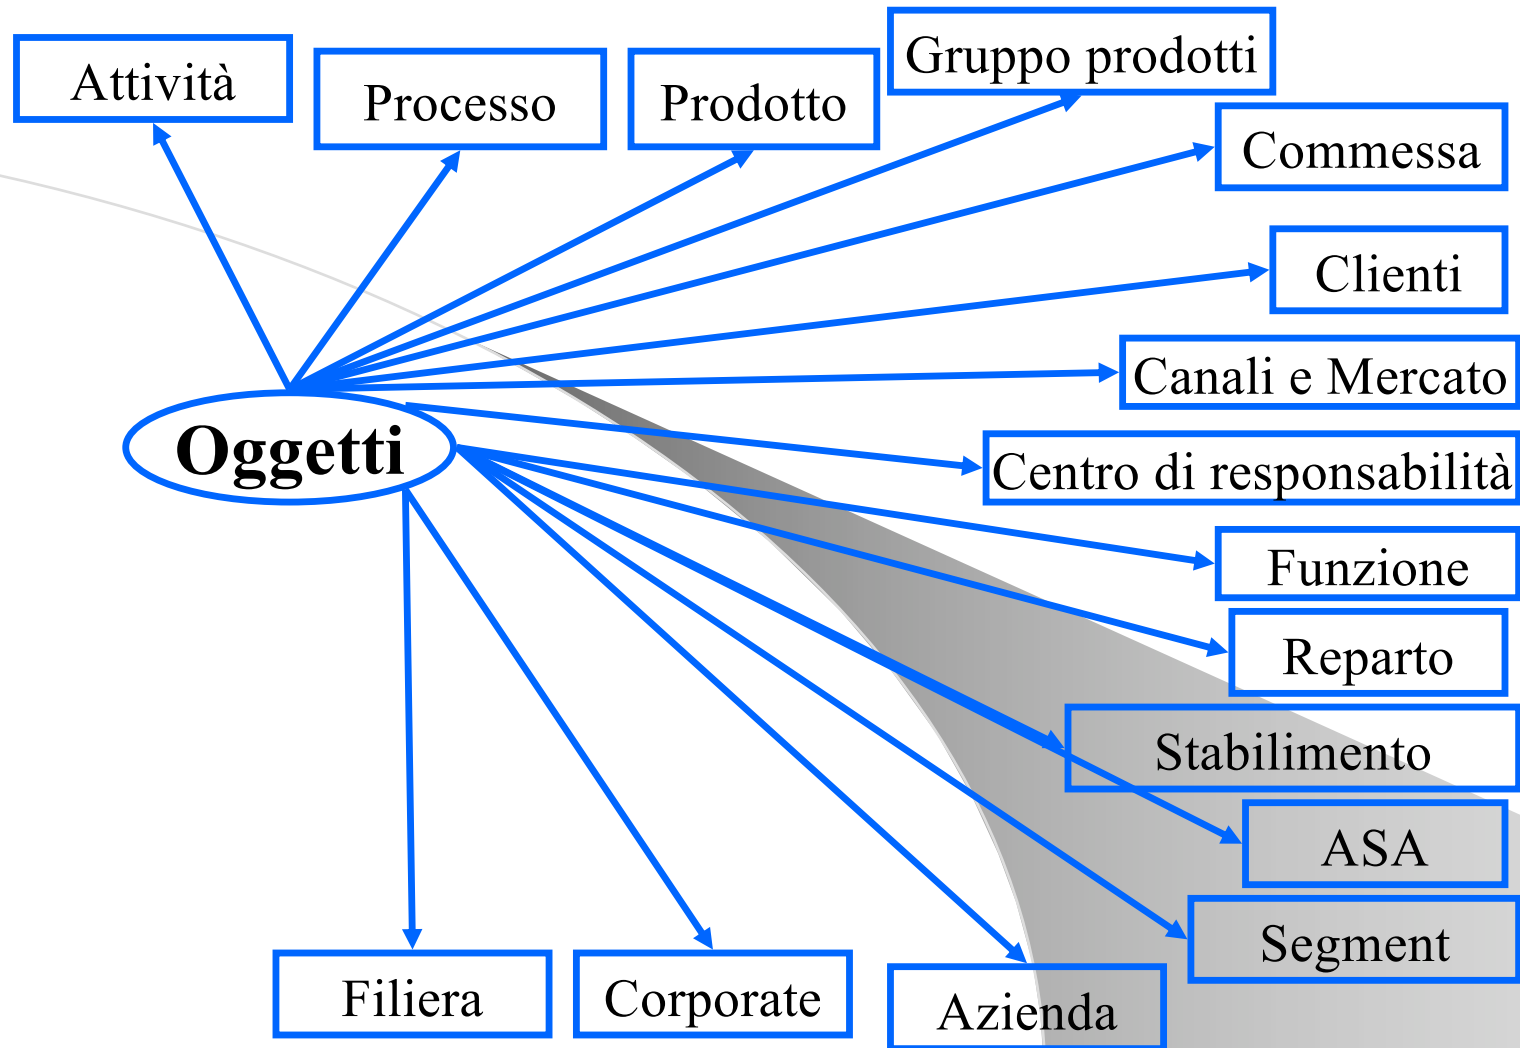 Attività
Processo
Prodotto
Gruppo prodotti
Commessa
Clienti
Canali e Mercato
Oggetti
Centro di responsabilità
Funzione
Reparto
Stabilimento
ASA
Segment
Filiera
Corporate
Azienda